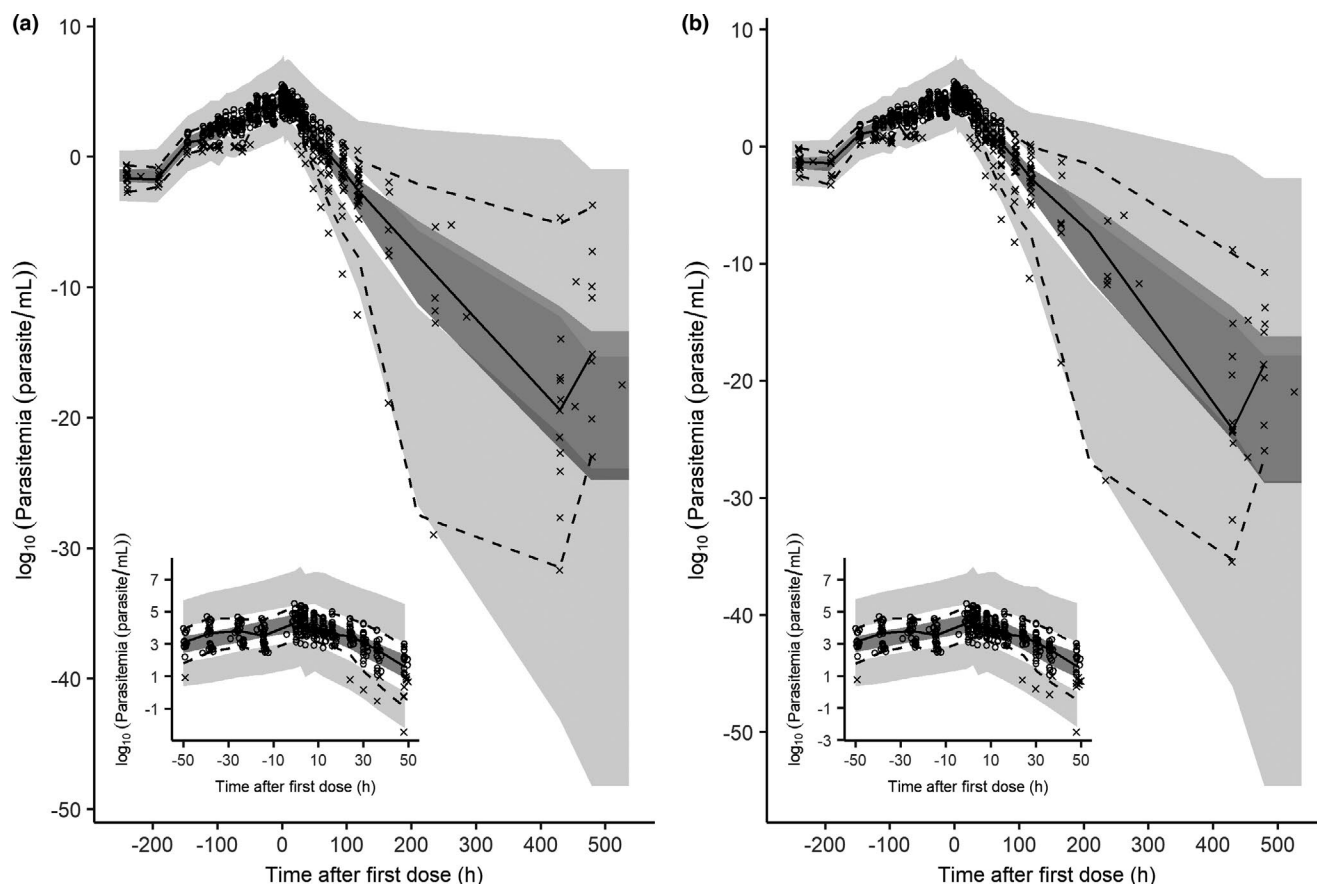 (a)
10
0
-10
-20
-30
-40
-50
log₁₀ (Parasitemia (parasite/mL))
-200 -100 0 100 200 300 400 500
Time after first dose (h)
7
5
3
1
-1
log₁₀ (Parasitemia (parasite/mL))
-50 -30 -10 10 30 50
Time after first dose (h)
(b)
10
0
-10
-20
-30
-40
-50
log₁₀ (Parasitemia (parasite/mL))
-200 -100 0 100 200 300 400 500
Time after first dose (h)
7
5
3
1
-1
-3
log₁₀ (Parasitemia (parasite/mL))
-50 -30 -10 10 30 50
Time after first dose (h)